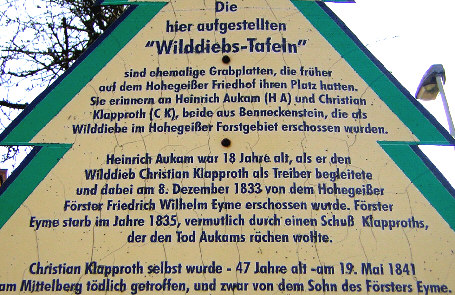 Die
hier aufgestellten
"Wilddiebs-Tafeln"
sind ehemalige Grabplatten, die früher
auf dem Hohegeißer Friedhof ihren Platz hatten.
Sie erinnern an Heinrich Aukam (H A) und Christian
Klapproth (C K), beide aus Benneckenstein, die als
Wilddiebe im Hohegeißer Forstgebiet erschossen wurden.
Heinrich Aukam war 18 Jahre alt, als er den
Wilddieb Christian Klapproth als Treiber begleitete
und dabei am 8. Dezember 1833 von dem Hohegeißer
Förster Friedrich Wilhelm Eyme erschossen wurde. Förster
Eyme starb im Jahre 1835, vermutlich durch einen Schuß Klapproths,
der den Tod Aukams rächen wollte.
Christian Klapproth selbst wurde - 47 Jahre alt -am 19. Mai 1841
am Mittelberg tödlich getroffen, und zwar von dem Sohn des Försters Eyme.